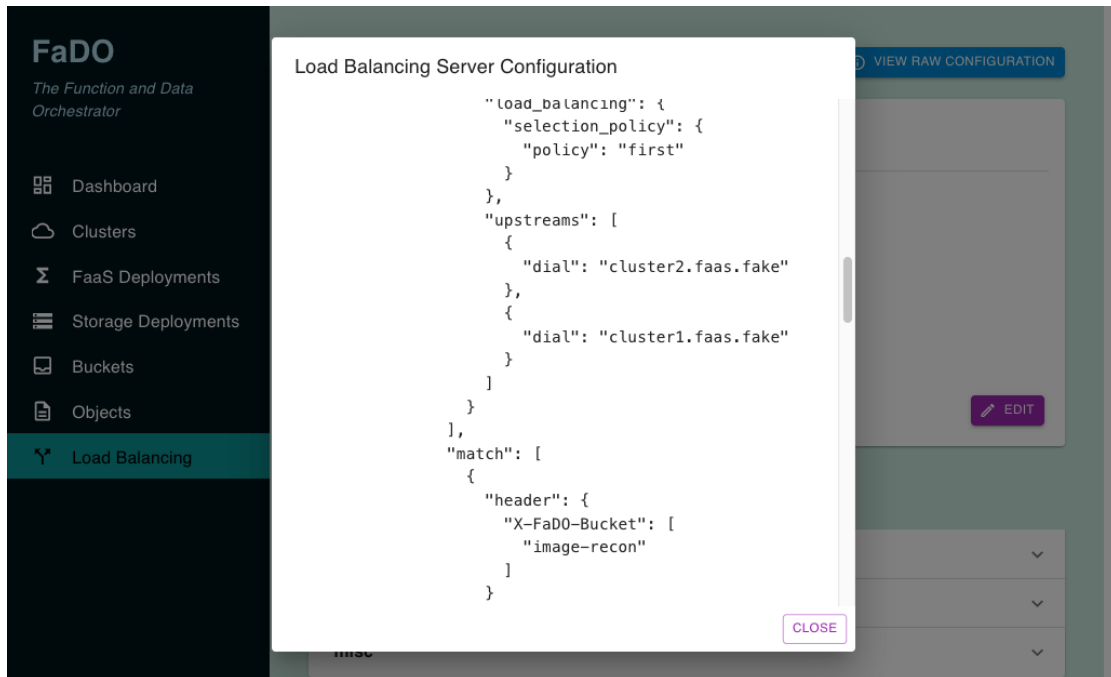 FaDO
The Function and Data
Orchestrator
Dashboard
Clusters
FaaS Deployments
Storage Deployments
Buckets
Objects
Load Balancing
VIEW RAW CONFIGURATION
Load Balancing Server Configuration
"load_balancing": {
"selection_policy": {
"policy": "first"
}
},
"upstreams": [
{
"dial": "cluster2.faas.fake"
},
{
"dial": "cluster1.faas.fake"
}
]
}
],
"match": [
{
"header": {
"X-FaDO-Bucket": [
"image-recon"
]
}
CLOSE
EDIT
misc